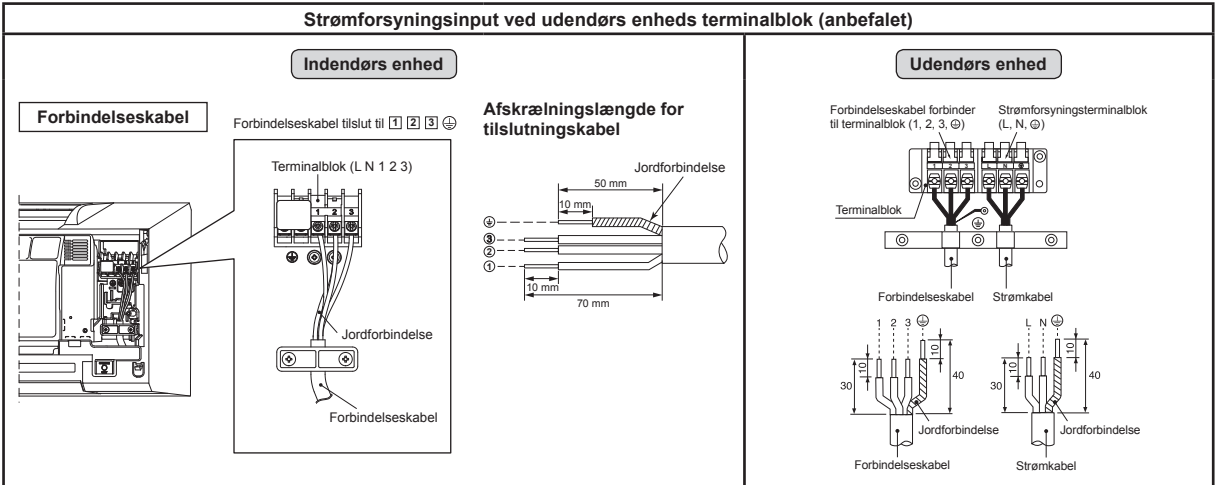 Strømforsyningsinput ved udendørs enheds terminalblok (anbefalet)
Indendørs enhed
Forbindelseskabel
Forbindelseskabel tilslut til 1 2 3 ⏚
Terminalblok (L N 1 2 3)
1 2 3
Jordforbindelse
Forbindelseskabel
Afskrælningslængde for
tilslutningskabel
Jordforbindelse
50 mm
10 mm
⏚
③
②
①
10 mm
70 mm
Udendørs enhed
Forbindelseskabel forbinder
til terminalblok (1, 2, 3, ⏚)
Strømforsyningsterminalblok
(L, N, ⏚)
1 2 3 L N ⏚
Terminalblok
Forbindelseskabel
Strømkabel
1 2 3 ⏚
10
10
30
40
Jordforbindelse
Forbindelseskabel
L N ⏚
10
10
30
40
Jordforbindelse
Strømkabel